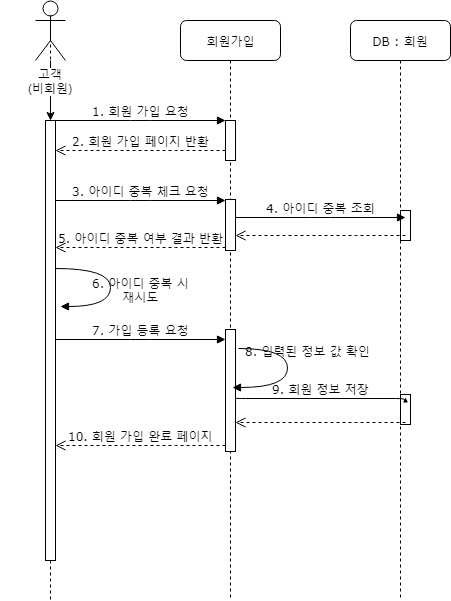 회원가입
DB : 회원
고객
(비회원)
1. 회원 가입 요청
2. 회원 가입 페이지 반환
3. 아이디 중복 체크 요청
4. 아이디 중복 조회
5. 아이디 중복 여부 결과 반환
6. 아이디 중복 시
재시도
7. 가입 등록 요청
8. 입력된 정보 값 확인
9. 회원 정보 저장
10. 회원 가입 완료 페이지